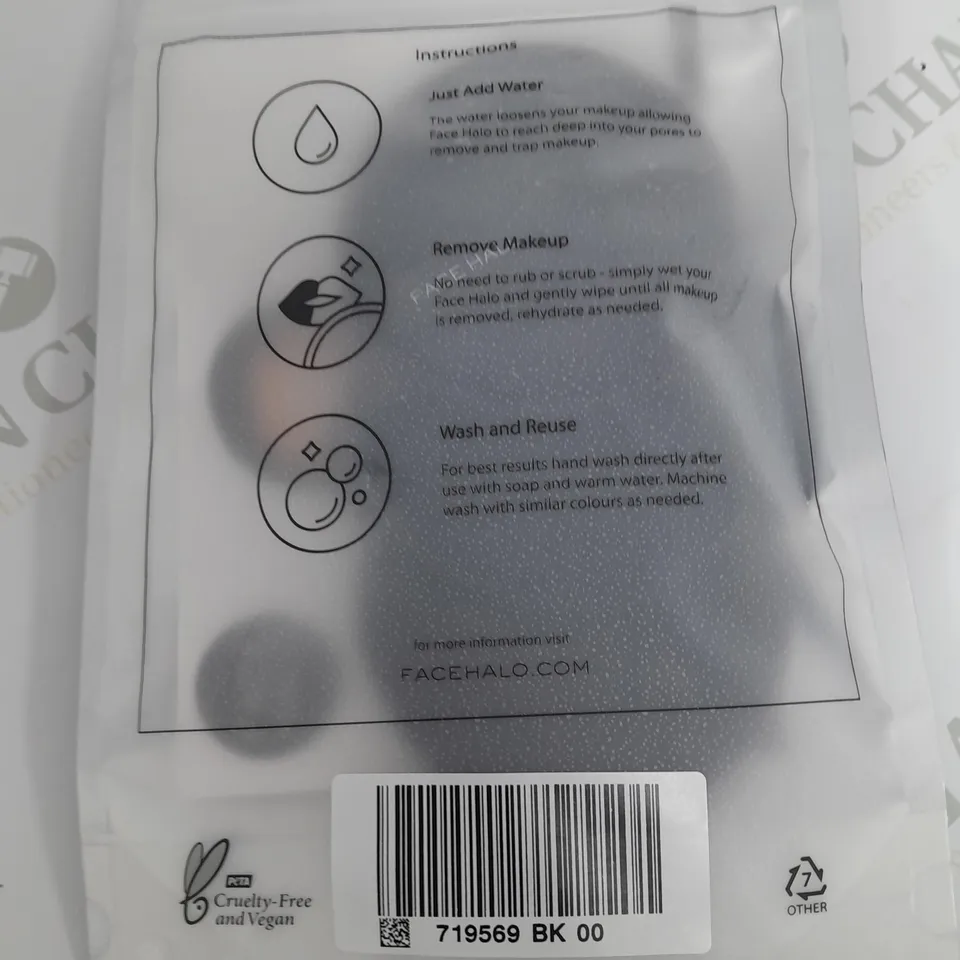 Instructions
Just Add Water
The water loosens your makeup allowing
Face Halo to reach deep into your pores to
remove and trap makeup.
Remove Makeup
FACE HALO
No need to rub or scrub - simply wet your
Face Halo and gently wipe until all makeup
is removed, rehydrate as needed.
Wash and Reuse
For best results hand wash directly after
use with soap and warm water. Machine
wash with similar colours as needed.
for more information visit
FACEHALO.COM
PETA
Cruelty-Free
and Vegan
7
OTHER
719569 BK 00